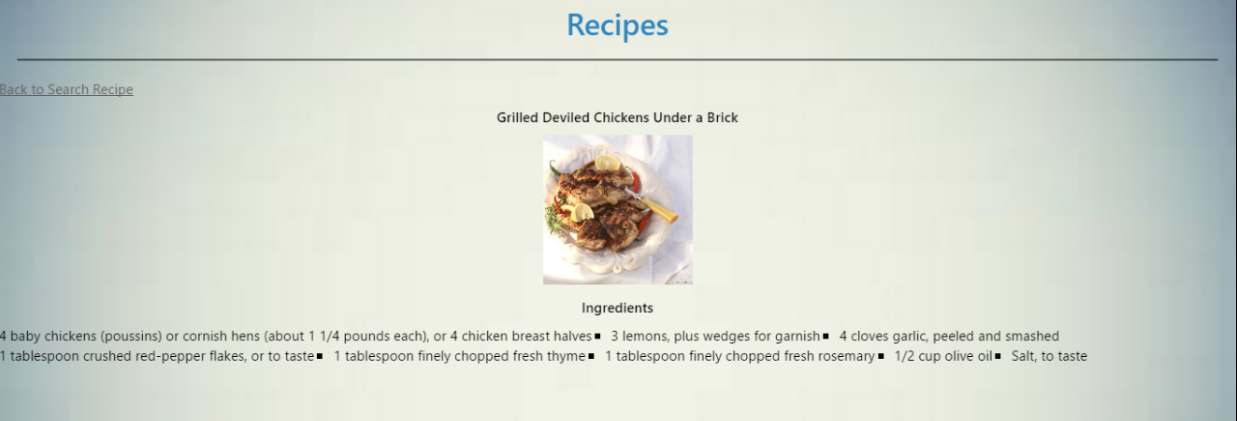 Recipes
Back to Search Recipe
Grilled Deviled Chickens Under a Brick
Ingredients
4 baby chickens (poussins) or cornish hens (about 1 1/4 pounds each), or 4 chicken breast halves▪ 3 lemons, plus wedges for garnish▪ 4 cloves garlic, peeled and smashed
1 tablespoon crushed red-pepper flakes, or to taste▪ 1 tablespoon finely chopped fresh thyme▪ 1 tablespoon finely chopped fresh rosemary▪ 1/2 cup olive oil▪ Salt, to taste